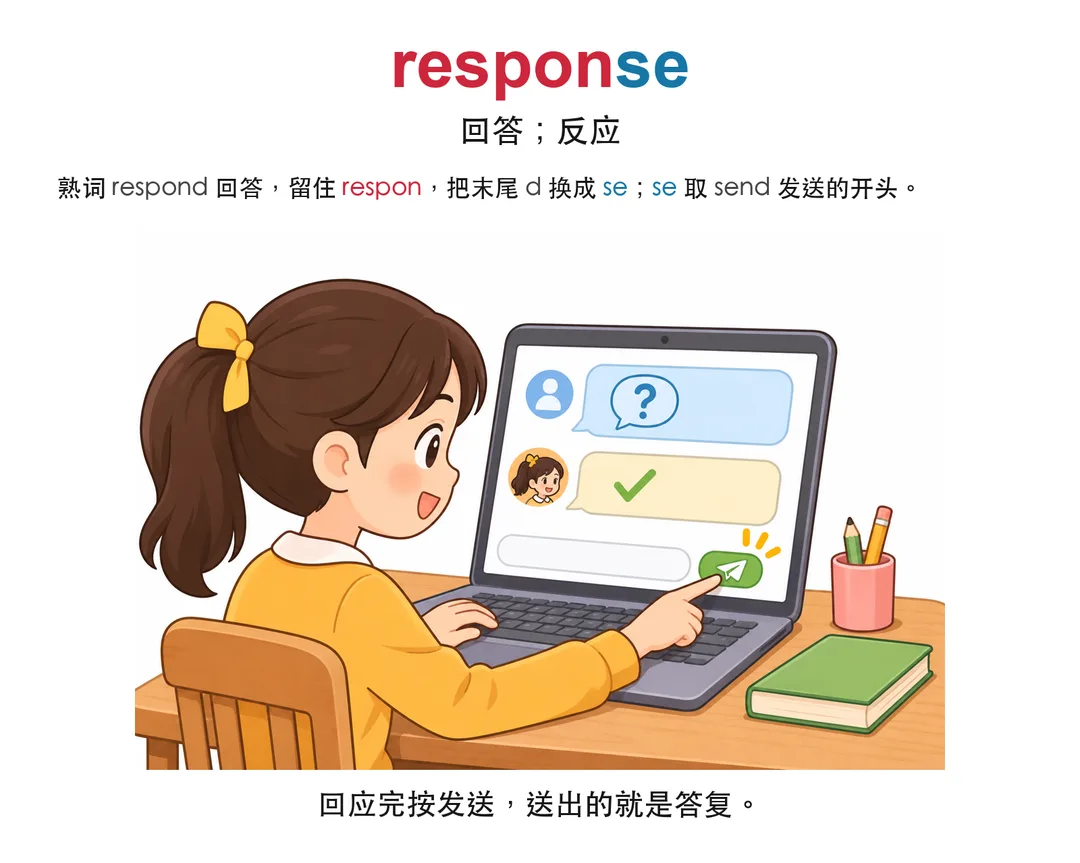 response
回答；反应
熟词 respond 回答，留住 respon，把末尾 d 换成 se；se 取 send 发送的开头。
?
回应完按发送，送出的就是答复。